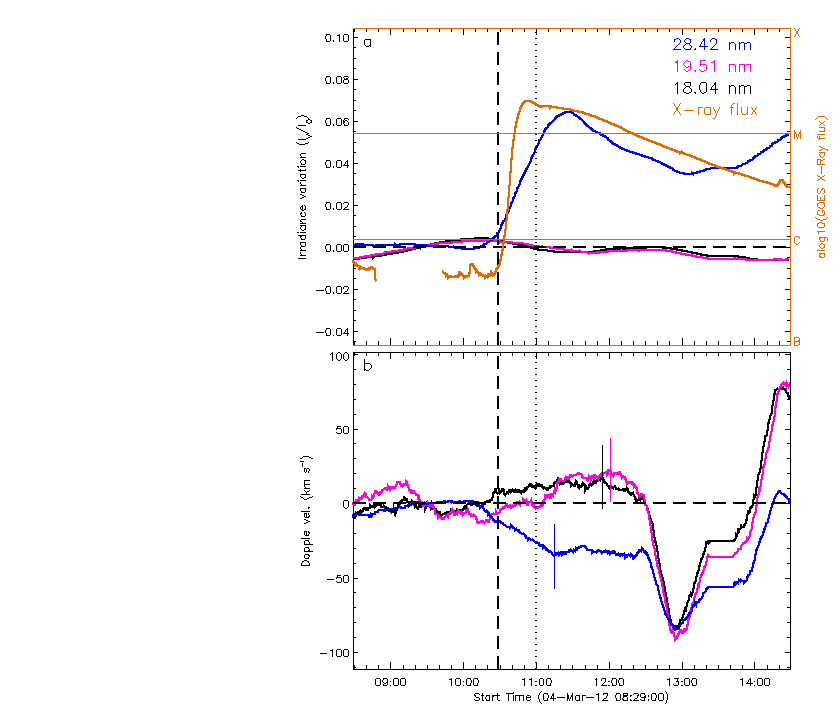 a
28.42 nm
19.51 nm
18.04 nm
X-ray flux
0.10
0.08
0.06
0.04
0.02
0.00
-0.02
-0.04
Irradiance variation (Iᵥ/I₀)
X
M
C
B
alog10(GOES X-Ray flux)
b
100
50
0
-50
-100
Dopple vel. (km s⁻¹)
09:00 10:00 11:00 12:00 13:00 14:00
Start Time (04-Mar-12 08:29:00)